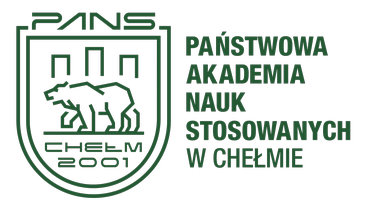 PANS
CHEŁM
2001
PAŃSTWOWA
AKADEMIA
NAUK
STOSOWANYCH
W CHEŁMIE